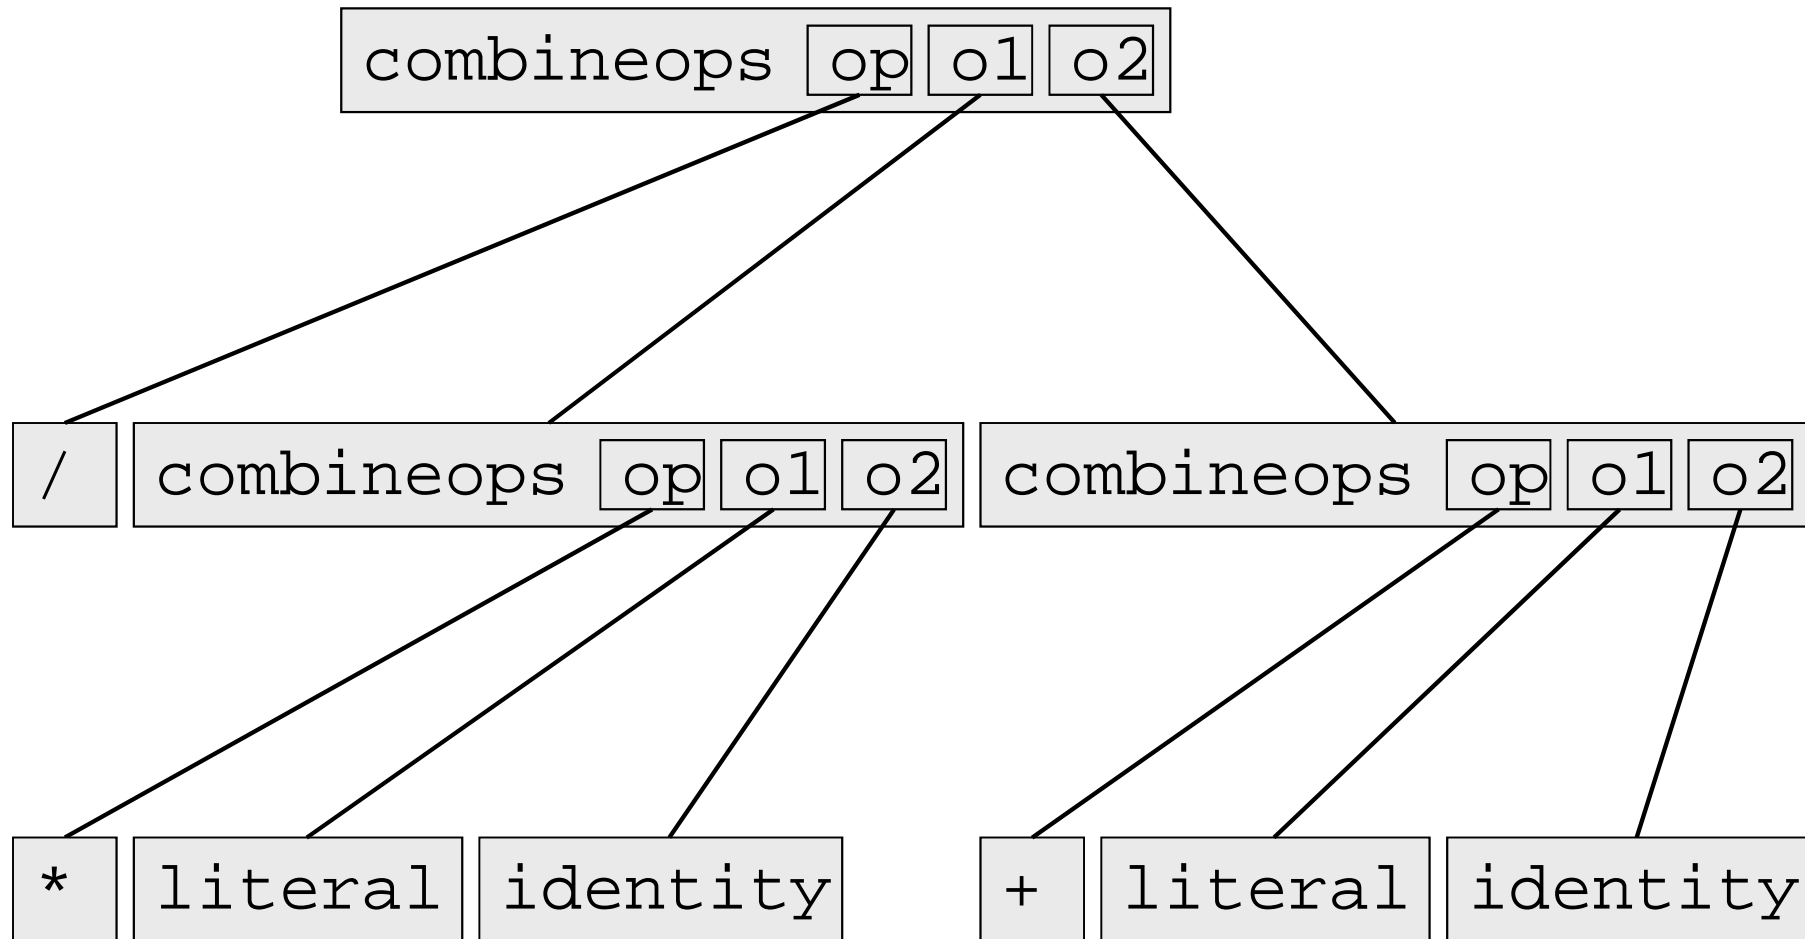 combineops op o1 o2
/ combineops op o1 o2 combineops op o1 o2
* literal identity + literal identity